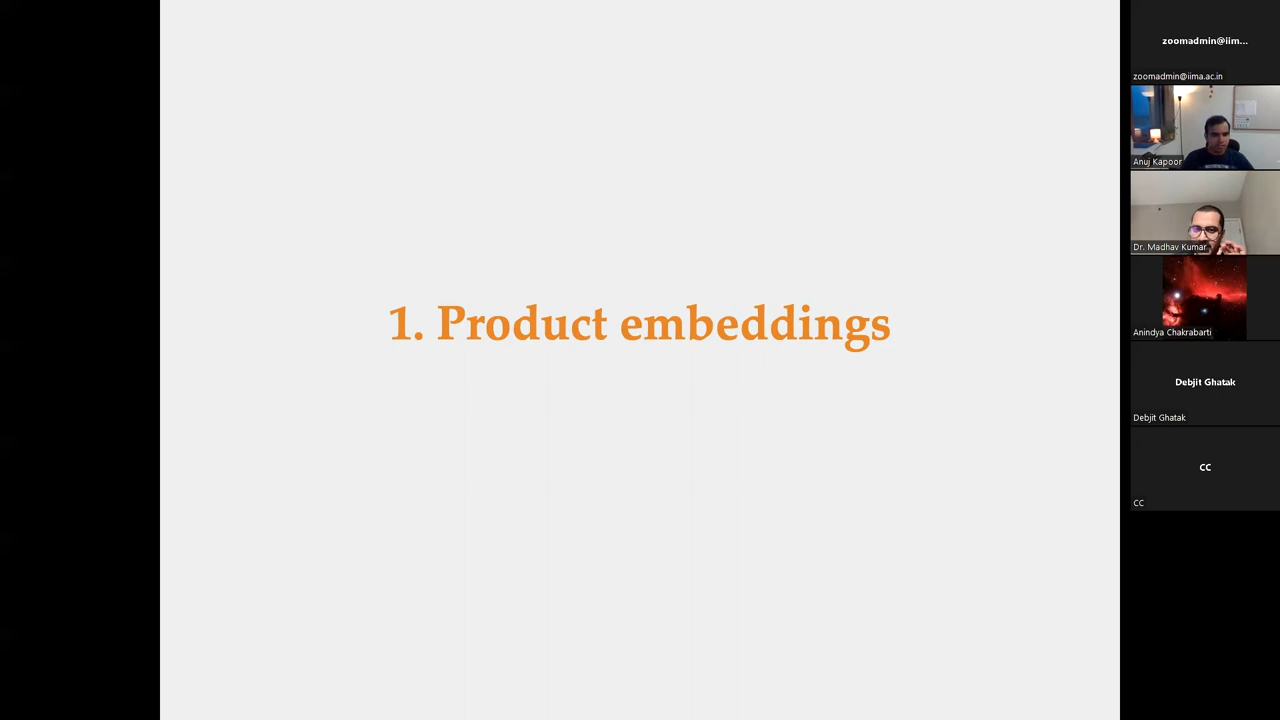 1. Product embeddings
zoomadmin@iim...
zoomadmin@iima.ac.in
Anuj Kapoor
Dr. Madhav Kumar
Anindya Chakrabarti
Debjit Ghatak
Debjit Ghatak
CC
CC